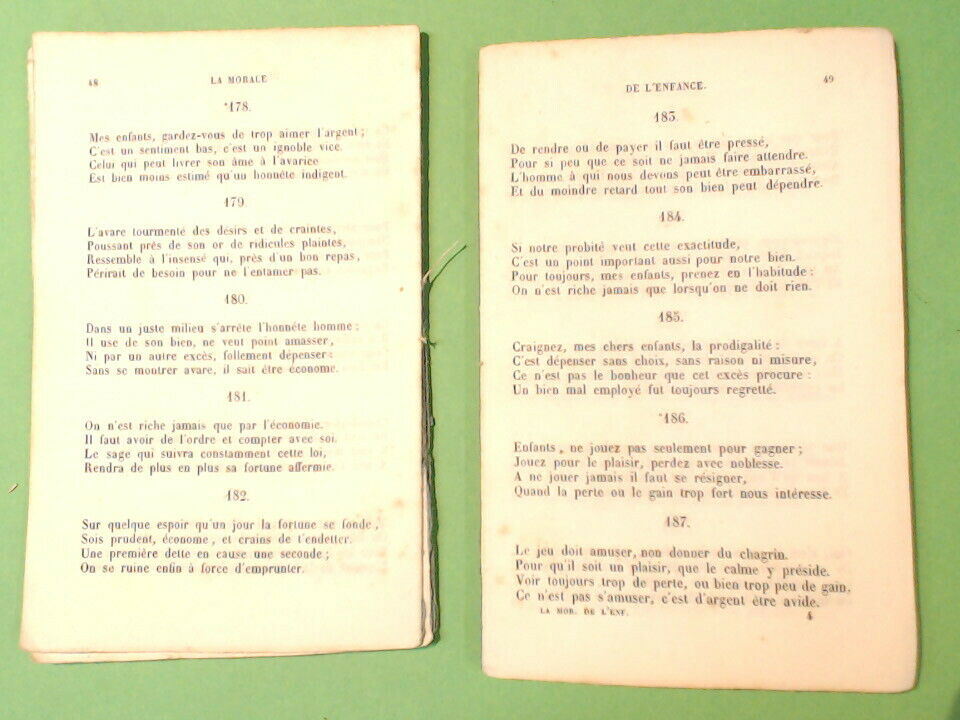 48 LA MORALE
*178.
Mes enfants, gardez-vous de trop aimer l'argent ;
C'est un sentiment bas, c'est un ignoble vice.
Celui qui peut livrer son âme à l'avarice
Est bien moins estimé qu'un honnête indigent.
179.
L'avare tourmenté des désirs et de craintes,
Poussant près de son or de ridicules plaintes,
Ressemble à l'insensé qui, près d'un bon repas,
Périrait de besoin pour ne l'entamer pas.
180.
Dans un juste milieu s'arrête l'honnête homme :
Il use de son bien, ne veut point amasser,
Ni par un autre excès, follement dépenser :
Sans se montrer avare, il sait être économe.
181.
On n'est riche jamais que par l'économie.
Il faut avoir de l'ordre et compter avec soi.
Le sage qui suivra constamment cette loi,
Rendra de plus en plus sa fortune affermie.
182.
Sur quelque espoir qu'un jour la fortune se fonde,
Sois prudent, économe, et crains de t'endetter.
Une première dette en cause une seconde ;
On se ruine enfin à force d'emprunter.
DE L'ENFANCE. 49
183.
De rendre ou de payer il faut être pressé,
Pour si peu que ce soit ne jamais faire attendre.
L'homme à qui nous devons peut être embarrassé,
Et du moindre retard tout son bien peut dépendre.
184.
Si notre probité veut cette exactitude,
C'est un point important aussi pour notre bien.
Pour toujours, mes enfants, prenez en l'habitude :
On n'est riche jamais que lorsqu'on ne doit rien.
185.
Craignez, mes chers enfants, la prodigalité :
C'est dépenser sans choix, sans raison ni misure,
Ce n'est pas le bonheur que cet excès procure :
Un bien mal employé fut toujours regretté.
*186.
Enfants, ne jouez pas seulement pour gagner ;
Jouez pour le plaisir, perdez avec noblesse.
A ne jouer jamais il faut se résigner,
Quand la perte ou le gain trop fort nous intéresse.
187.
Le jeu doit amuser, non donner du chagrin.
Pour qu'il soit un plaisir, que le calme y préside.
Voir toujours trop de perte, ou bien trop peu de gain,
Ce n'est pas s'amuser, c'est d'argent être avide.
LA MOR. DE L'ENF. 4